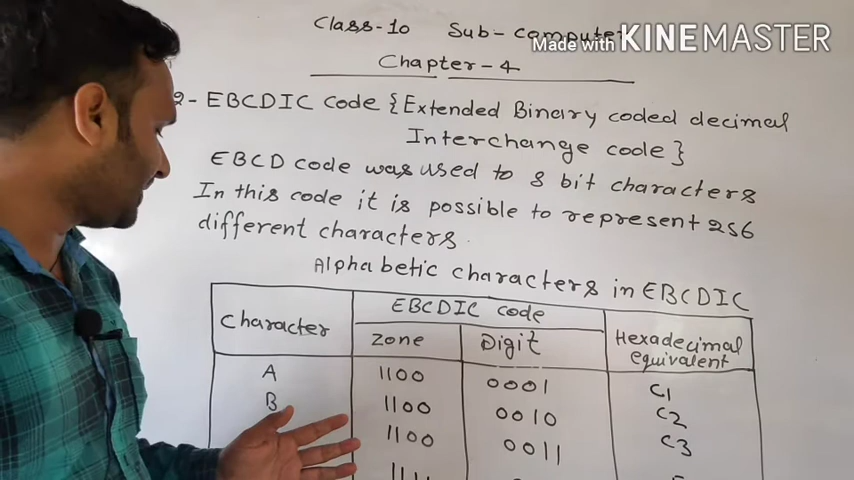 Class-10 Sub-computer
Made with KINEMASTER
Chapter-4
2- EBCDIC code {Extended Binary coded decimal
Interchange code}
EBCD code was used to 8 bit characters
In this code it is possible to represent 256
different characters.
Alphabetic characters in EBCDIC
Character EBCDIC code Hexadecimal equivalent
Zone Digit
A 1100 0001 C1
B 1100 0010 C2
1100 0011 C3